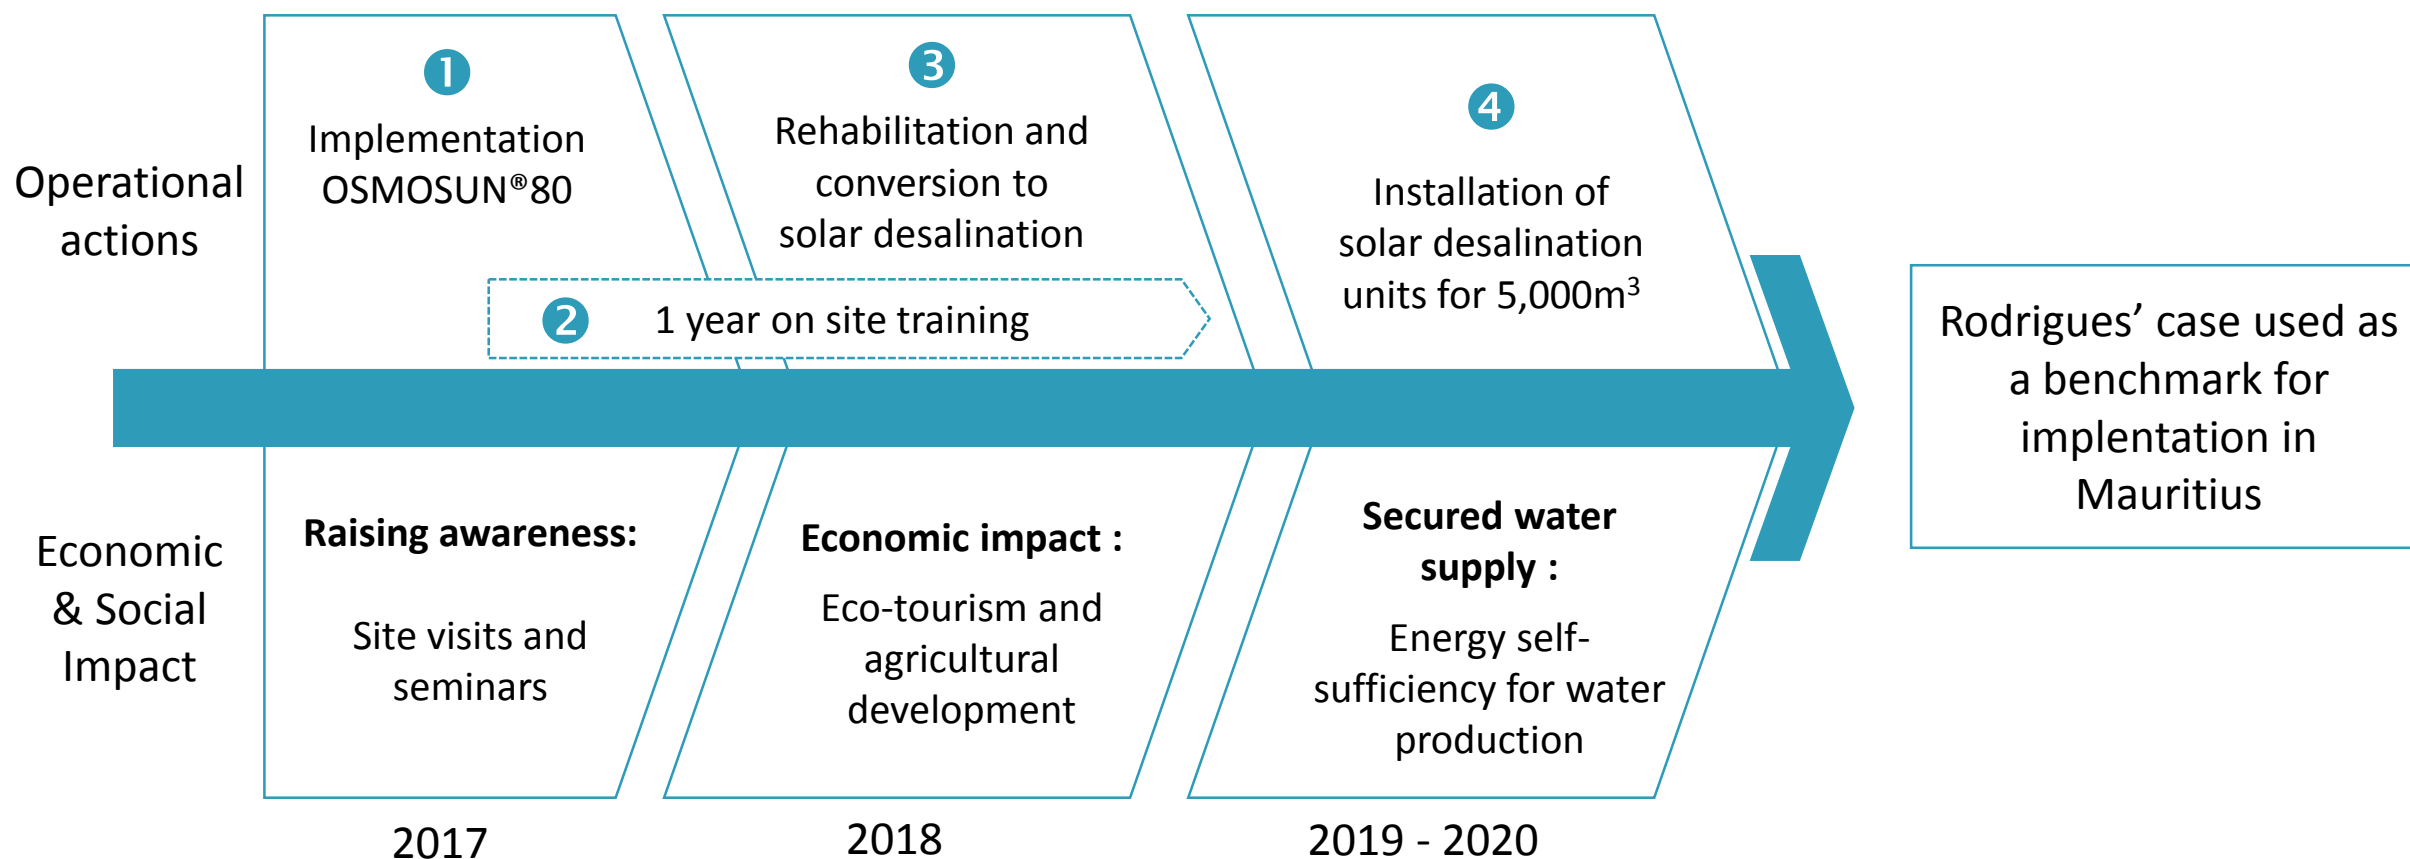 Operational
actions
1
Implementation
OSMOSUN®80
3
Rehabilitation and
conversion to
solar desalination
4
Installation of
solar desalination
units for 5,000m³
2 1 year on site training
Rodrigues’ case used as
a benchmark for
implentation in
Mauritius
Economic
& Social
Impact
Raising awareness:
Site visits and
seminars
Economic impact :
Eco-tourism and
agricultural
development
Secured water
supply :
Energy self-
sufficiency for water
production
2017
2018
2019 - 2020